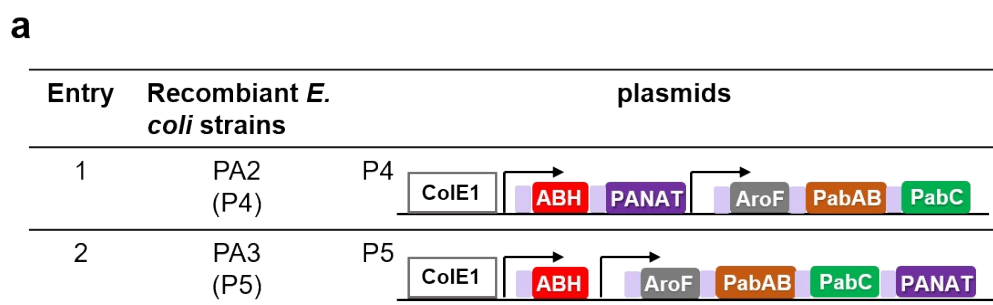 a
Entry Recombiant E. coli strains plasmids
1 PA2 (P4) P4 ColE1 ABH PANAT AroF PabAB PabC
2 PA3 (P5) P5 ColE1 ABH AroF PabAB PabC PANAT